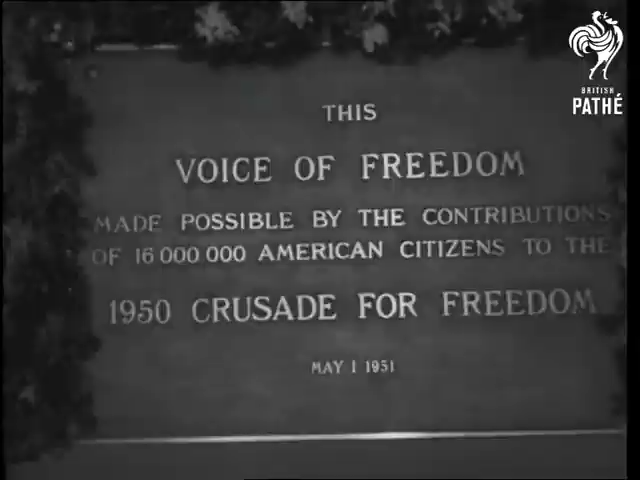 BRITISH
PATHÉ
THIS
VOICE OF FREEDOM
MADE POSSIBLE BY THE CONTRIBUTIONS
OF 16 000 000 AMERICAN CITIZENS TO THE
1950 CRUSADE FOR FREEDOM
MAY 1 1951